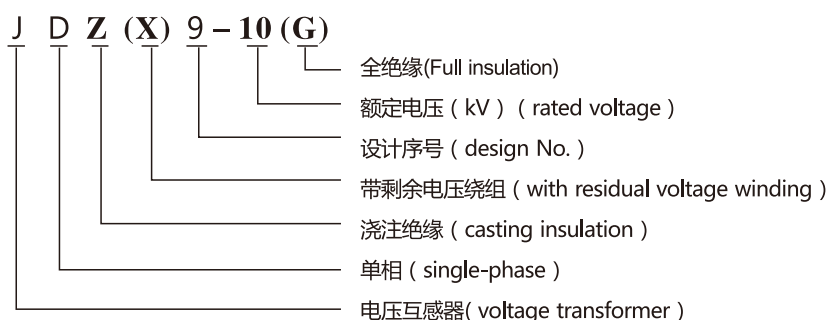 J D Z (X) 9 – 10 (G)
全绝缘(Full insulation)
额定电压（kV）（rated voltage）
设计序号（design No.）
带剩余电压绕组（with residual voltage winding）
浇注绝缘（casting insulation）
单相（single-phase）
电压互感器( voltage transformer ）